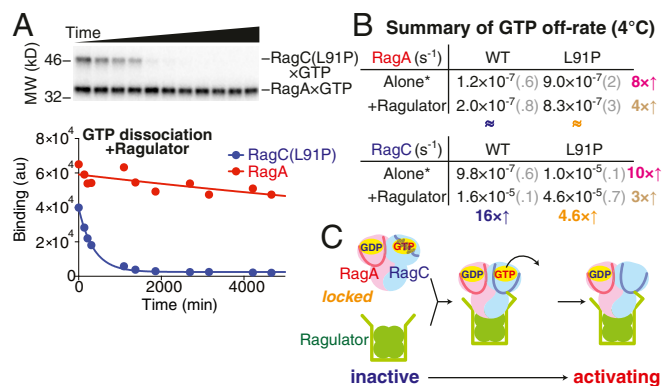 A
Time
MW (kD)
46
32
RagC(L91P)
×GTP
RagA×GTP
GTP dissociation
+Ragulator
RagC(L91P)
RagA
Binding (au)
8×10⁴
6×10⁴
4×10⁴
2×10⁴
0
0 2000 4000
Time (min)
B Summary of GTP off-rate (4°C)
RagA (s⁻¹) WT L91P
Alone* 1.2×10⁻⁷(.6) 9.0×10⁻⁷(2) 8×↑
+Ragulator 2.0×10⁻⁷(.8) 8.3×10⁻⁷(3) 4×↑
≈ ≈
RagC (s⁻¹) WT L91P
Alone* 9.8×10⁻⁷(.6) 1.0×10⁻⁵(.1) 10×↑
+Ragulator 1.6×10⁻⁵(.1) 4.6×10⁻⁵(.7) 3×↑
16×↑ 4.6×↑
C
GDP GTP
RagA RagC
locked
Ragulator
GDP GTP
GDP
inactive activating